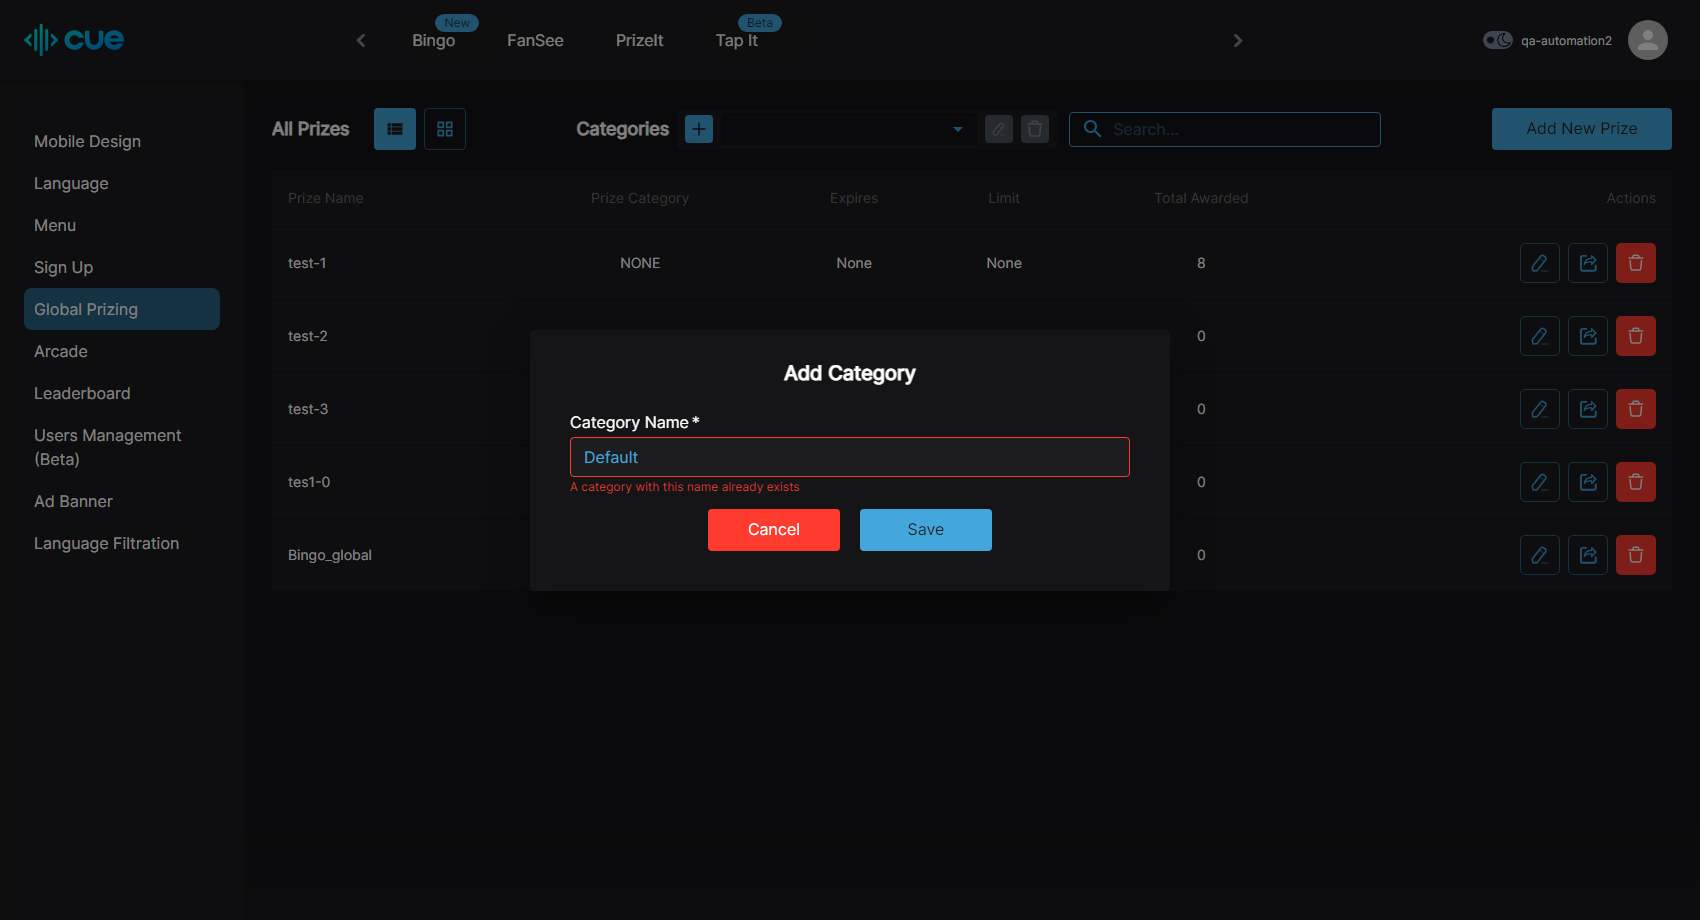 cue
New
Bingo
FanSee
PrizeIt
Beta
Tap It
qa-automation2
Mobile Design
Language
Menu
Sign Up
Global Prizing
Arcade
Leaderboard
Users Management
(Beta)
Ad Banner
Language Filtration
All Prizes
Categories
Search...
Add New Prize
Prize Name Prize Category Expires Limit Total Awarded Actions
test-1 NONE None None 8
test-2 0
test-3 0
tes1-0 0
Bingo_global 0
Add Category
Category Name *
Default
A category with this name already exists
Cancel
Save